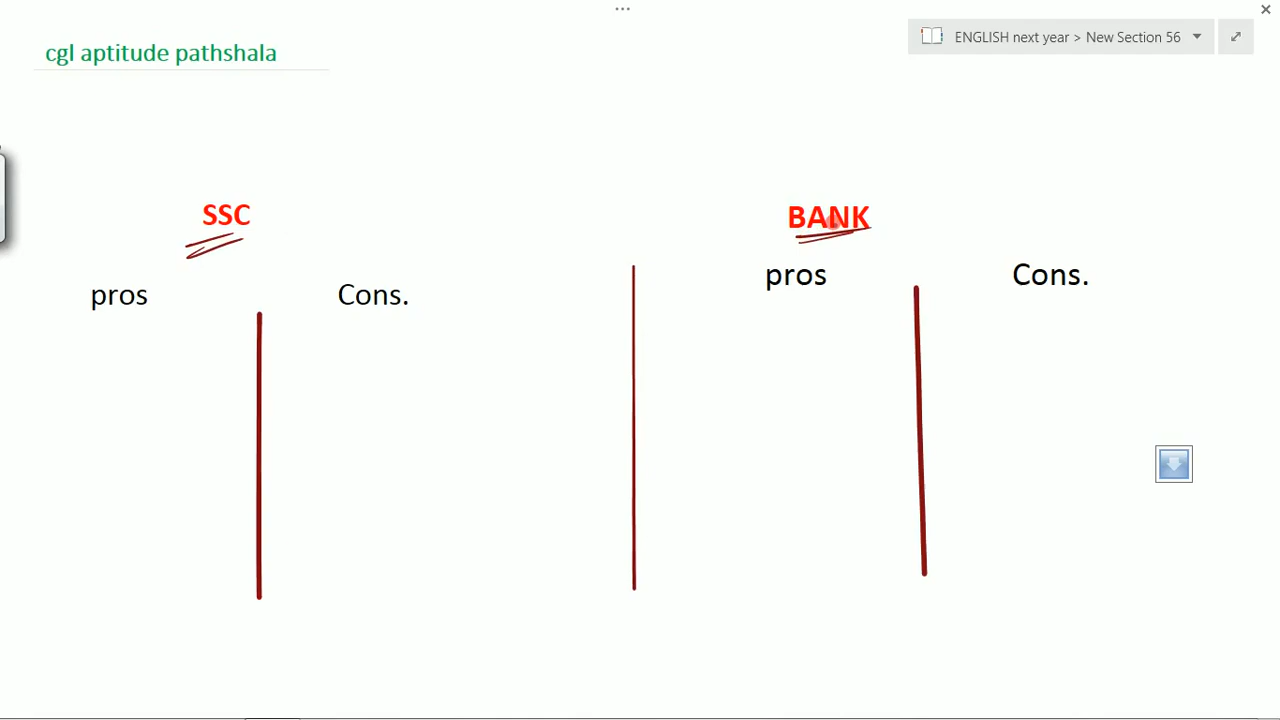 cgl aptitude pathshala
ENGLISH next year > New Section 56
SSC
BANK
pros
Cons.
pros
Cons.